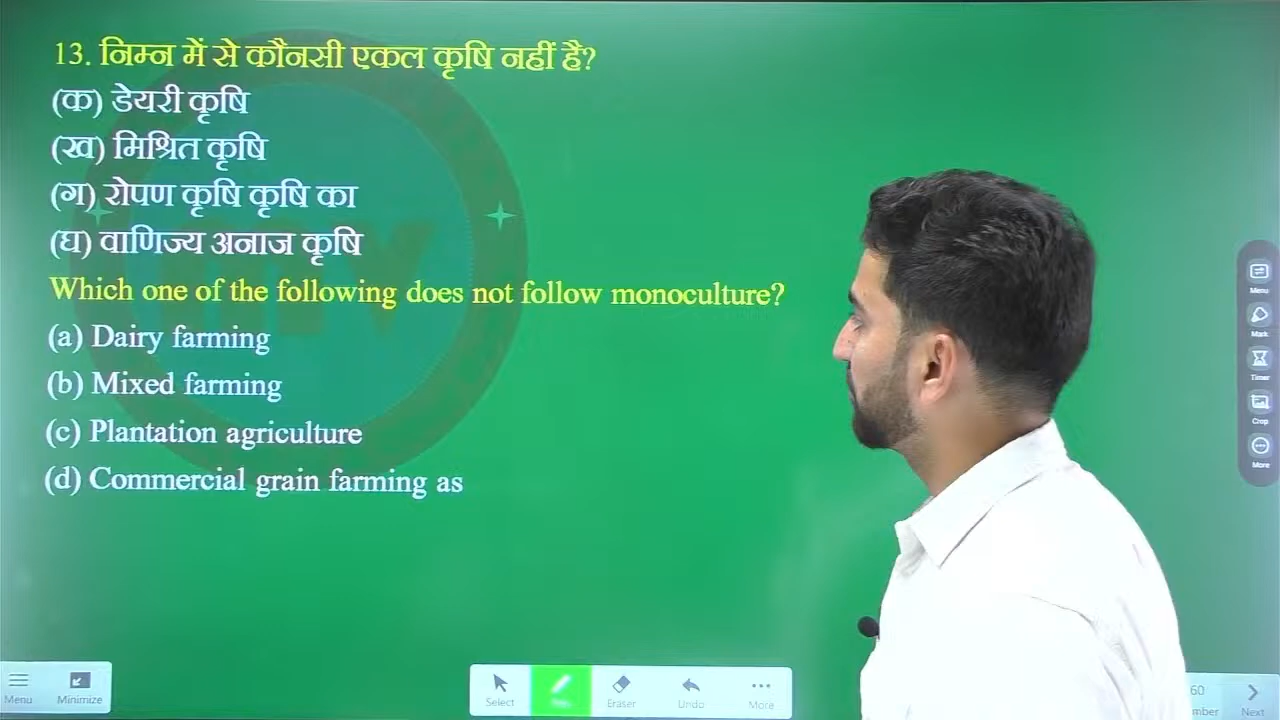 13. निम्न में से कौनसी एकल कृषि नहीं है?
(क) डेयरी कृषि
(ख) मिश्रित कृषि
(ग) रोपण कृषि कृषि का
(घ) वाणिज्य अनाज कृषि
Which one of the following does not follow monoculture?
(a) Dairy farming
(b) Mixed farming
(c) Plantation agriculture
(d) Commercial grain farming as
Menu
Mark
Timer
Crop
More
Menu Minimize
Select Eraser Undo More
60
mber Next